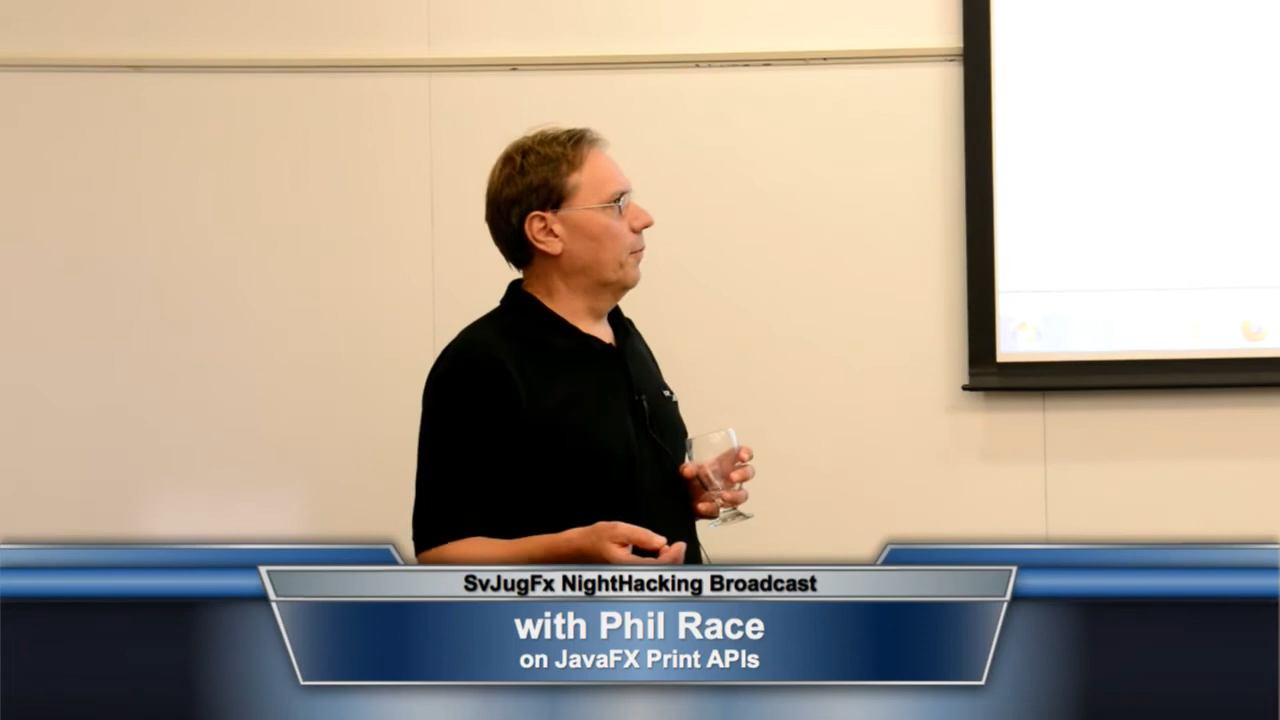 SvJugFx NightHacking Broadcast
with Phil Race
on JavaFX Print APIs